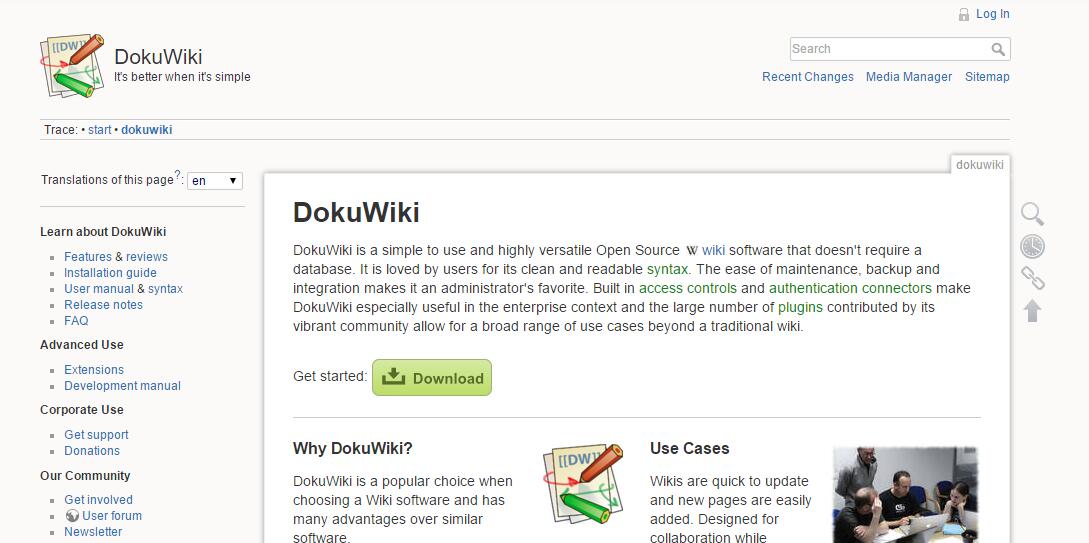 Log In
[[DW]]
DokuWiki
It's better when it's simple
Search
Recent Changes Media Manager Sitemap
Trace: • start • dokuwiki
dokuwiki
Translations of this page?: en
Learn about DokuWiki
Features & reviews
Installation guide
User manual & syntax
Release notes
FAQ
Advanced Use
Extensions
Development manual
Corporate Use
Get support
Donations
Our Community
Get involved
User forum
Newsletter
DokuWiki
DokuWiki is a simple to use and highly versatile Open Source W wiki software that doesn't require a
database. It is loved by users for its clean and readable syntax. The ease of maintenance, backup and
integration makes it an administrator's favorite. Built in access controls and authentication connectors make
DokuWiki especially useful in the enterprise context and the large number of plugins contributed by its
vibrant community allow for a broad range of use cases beyond a traditional wiki.
Get started: Download
Why DokuWiki?
DokuWiki is a popular choice when
choosing a Wiki software and has
many advantages over similar
software.
[[DW]]
Use Cases
Wikis are quick to update
and new pages are easily
added. Designed for
collaboration while